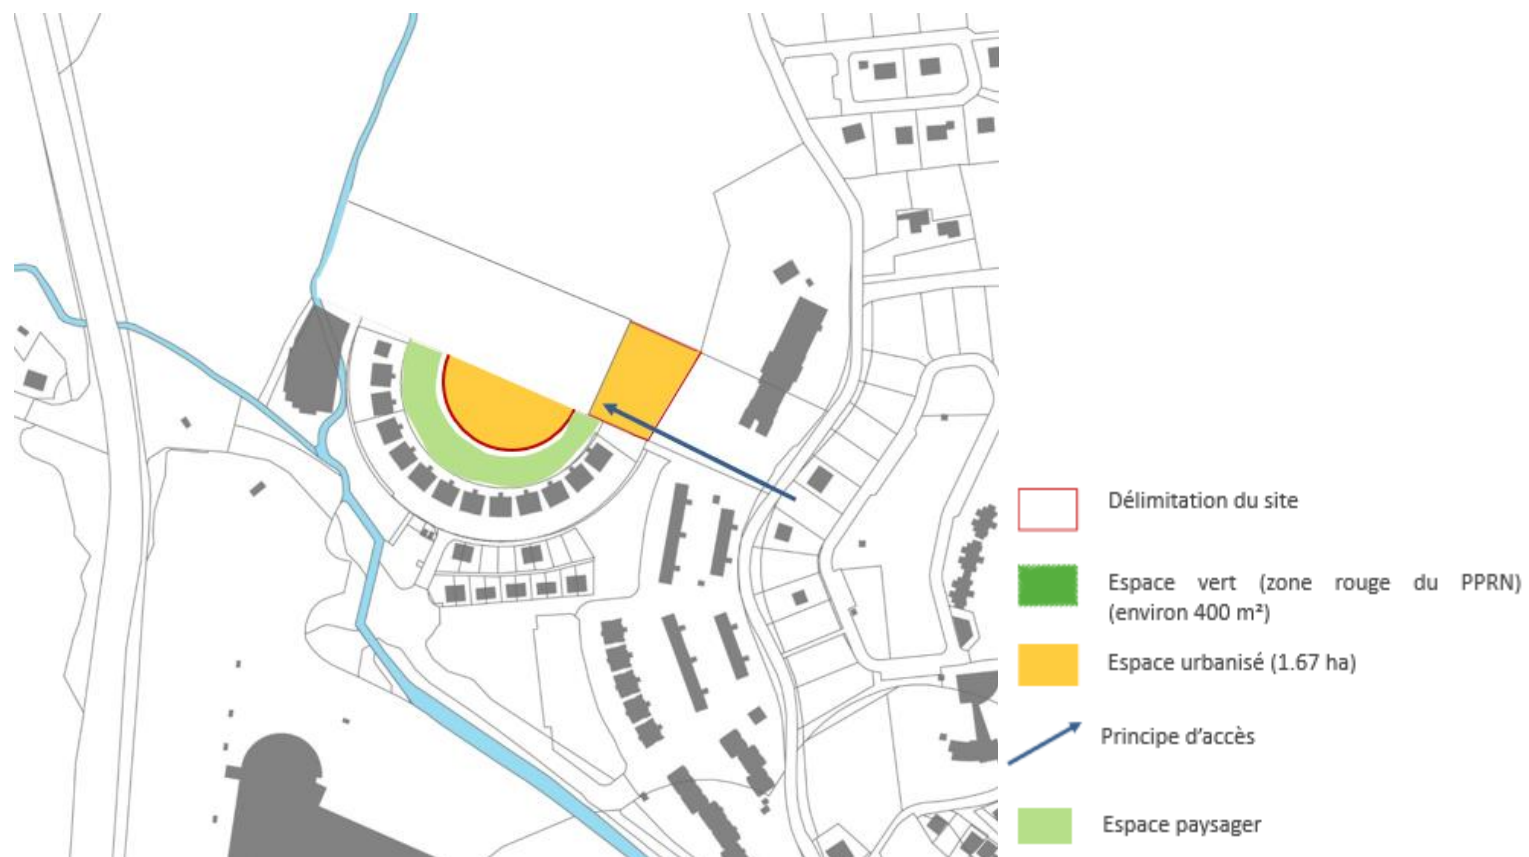 Délimitation du site
Espace vert (zone rouge du PPRN)
(environ 400 m²)
Espace urbanisé (1.67 ha)
Principe d'accès
Espace paysager